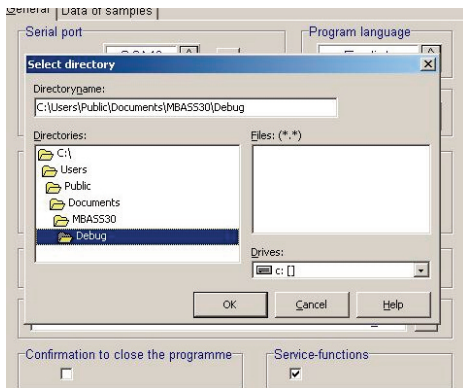 General Data of samples
Serial port
Program language
Select directory
Directoryname:
C:\Users\Public\Documents\MBASS30\Debug
Directories:
Files: (*.*)
C:\
Users
Public
Documents
MBASS30
Debug
Drives:
c: []
OK Cancel Help
Confirmation to close the programme
Service-functions